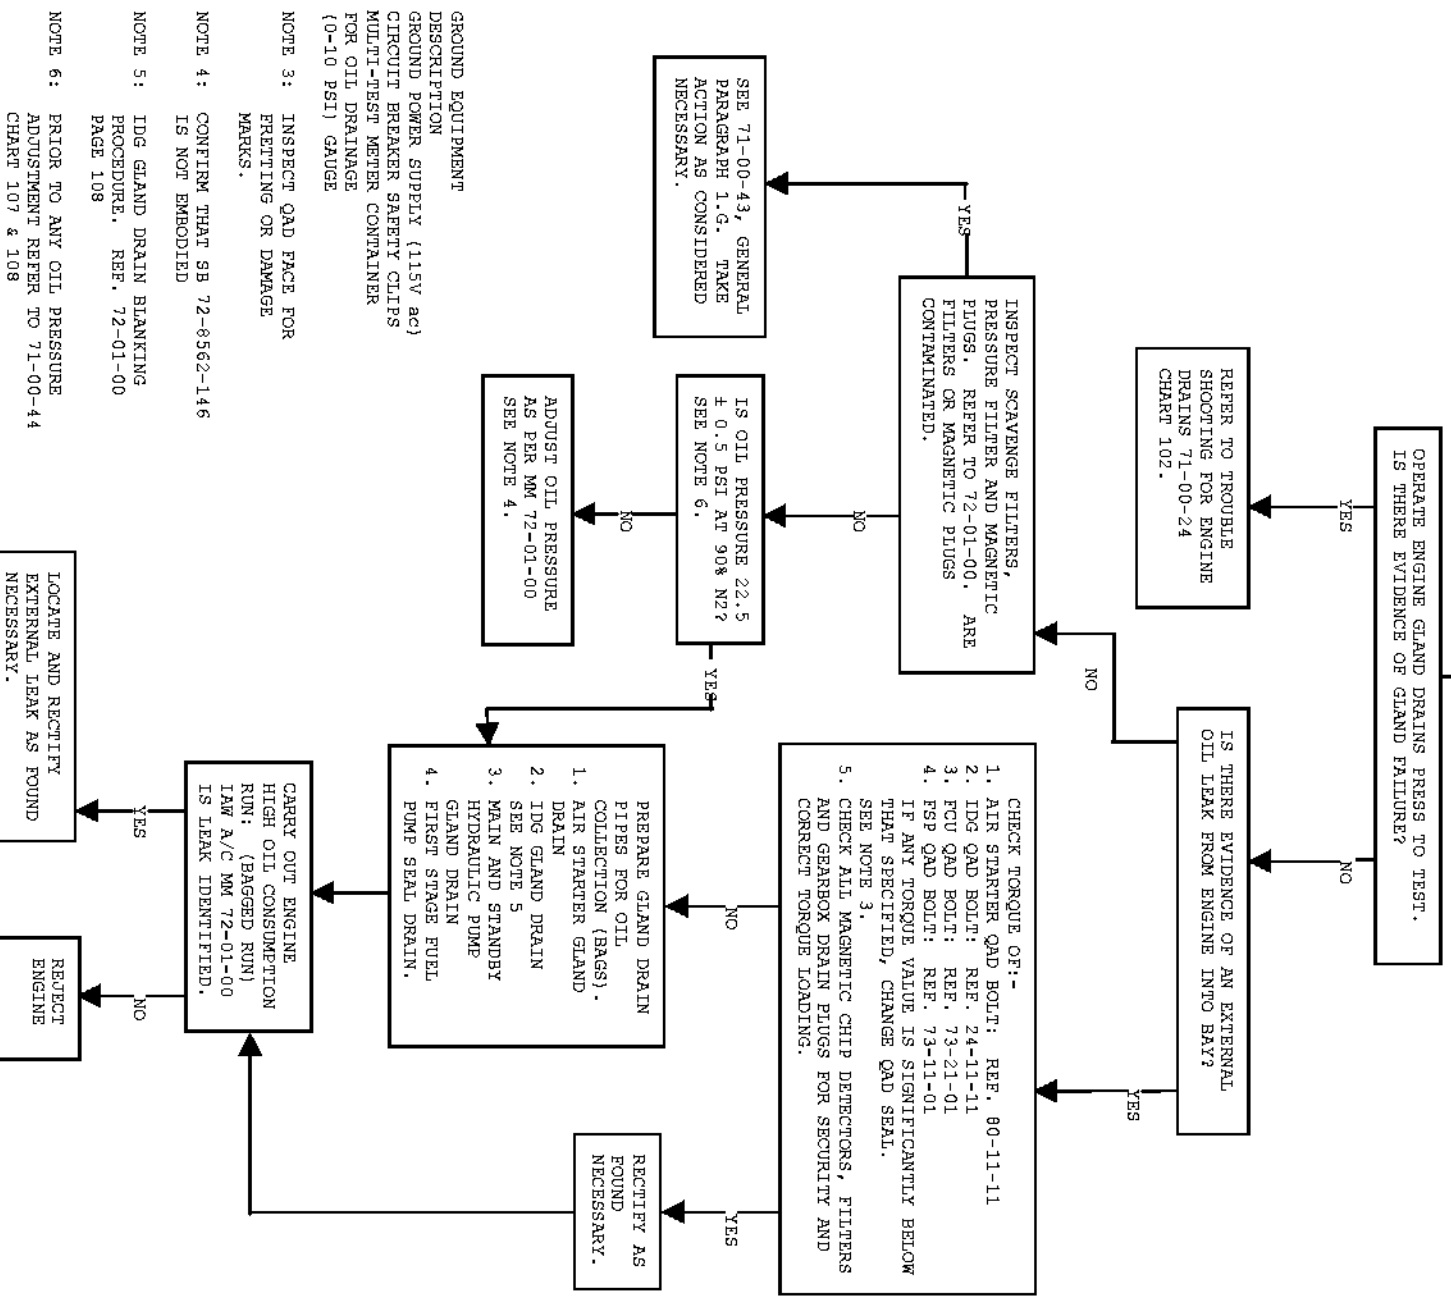 OPERATE ENGINE GLAND DRAINS PRESS TO TEST.
IS THERE EVIDENCE OF GLAND FAILURE?
YES
NO
REFER TO TROUBLE
SHOOTING FOR ENGINE
DRAINS 71-00-24
CHART 102.
IS THERE EVIDENCE OF AN EXTERNAL
OIL LEAK FROM ENGINE INTO BAY?
NO
YES
INSPECT SCAVENGE FILTERS,
PRESSURE FILTER AND MAGNETIC
PLUGS. REFER TO 72-01-00. ARE
FILTERS OR MAGNETIC PLUGS
CONTAMINATED.
YES
NO
CHECK TORQUE OF:-
1. AIR STARTER QAD BOLT: REF. 80-11-11
2. IDG QAD BOLT: REF. 24-11-11
3. FCU QAD BOLT: REF. 73-21-01
4. FSP QAD BOLT: REF. 73-11-01
IF ANY TORQUE VALUE IS SIGNIFICANTLY BELOW
THAT SPECIFIED, CHANGE QAD SEAL.
SEE NOTE 3.
5. CHECK ALL MAGNETIC CHIP DETECTORS, FILTERS
AND GEARBOX DRAIN PLUGS FOR SECURITY AND
CORRECT TORQUE LOADING.
NO
YES
SEE 71-00-43, GENERAL
PARAGRAPH 1.G. TAKE
ACTION AS CONSIDERED
NECESSARY.
IS OIL PRESSURE 22.5
± 0.5 PSI AT 90% N2?
SEE NOTE 6.
NO
YES
ADJUST OIL PRESSURE
AS PER MM 72-01-00
SEE NOTE 4.
PREPARE GLAND DRAIN
PIPES FOR OIL
COLLECTION (BAGS).
1. AIR STARTER GLAND
DRAIN
2. IDG GLAND DRAIN
SEE NOTE 5
3. MAIN AND STANDBY
HYDRAULIC PUMP
GLAND DRAIN
4. FIRST STAGE FUEL
PUMP SEAL DRAIN.
RECTIFY AS
FOUND
NECESSARY.
CARRY OUT ENGINE
HIGH OIL CONSUMPTION
RUN: (BAGGED RUN)
IAW A/C MM 72-01-00
IS LEAK IDENTIFIED.
YES
NO
LOCATE AND RECTIFY
EXTERNAL LEAK AS FOUND
NECESSARY.
REJECT
ENGINE
GROUND EQUIPMENT
DESCRIPTION
GROUND POWER SUPPLY (115V ac)
CIRCUIT BREAKER SAFETY CLIPS
MULTI-TEST METER CONTAINER
FOR OIL DRAINAGE
(0-10 PSI) GAUGE
NOTE 3: INSPECT QAD FACE FOR
FRETTING OR DAMAGE
MARKS.
NOTE 4: CONFIRM THAT SB 72-8562-146
IS NOT EMBODIED
NOTE 5: IDG GLAND DRAIN BLANKING
PROCEDURE. REF. 72-01-00
PAGE 108
NOTE 6: PRIOR TO ANY OIL PRESSURE
ADJUSTMENT REFER TO 71-00-44
CHART 107 & 108